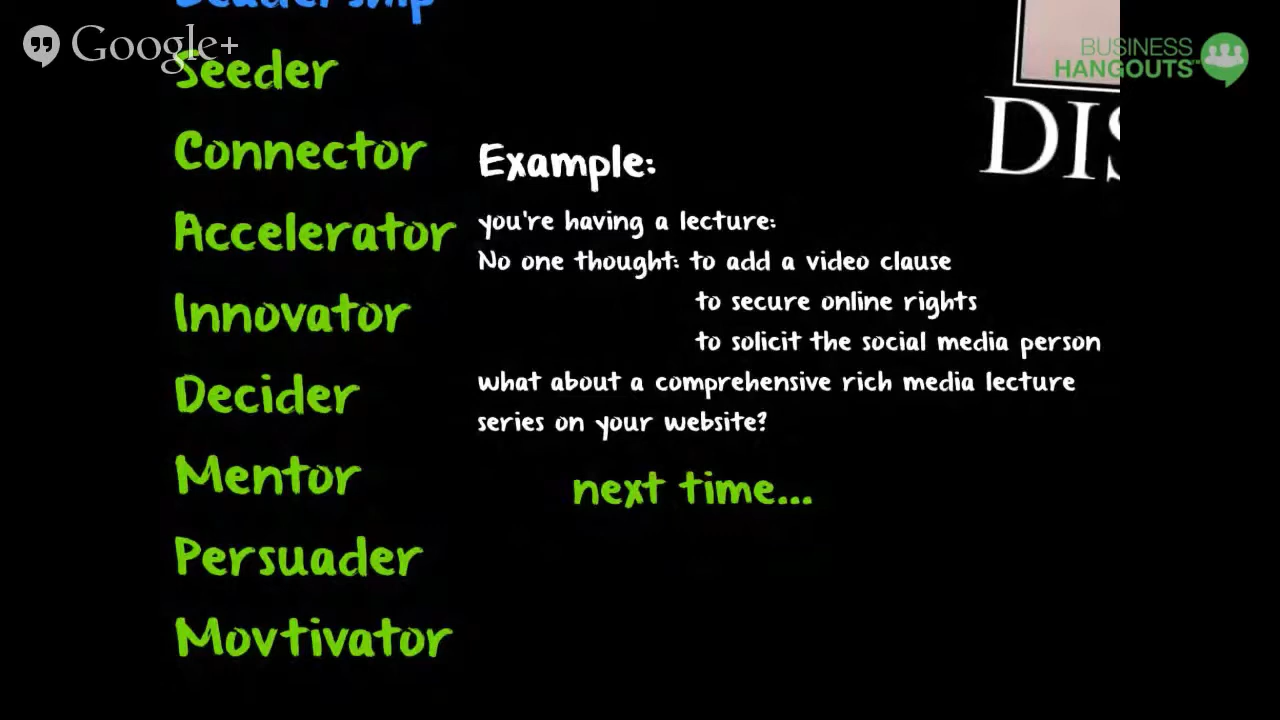 Leadership
Google+
BUSINESS
HANGOUTS
Seeder
Connector
Accelerator
Innovator
Decider
Mentor
Persuader
Movtivator
Example:
you're having a lecture:
No one thought: to add a video clause
to secure online rights
to solicit the social media person
what about a comprehensive rich media lecture
series on your website?
next time...
DIS